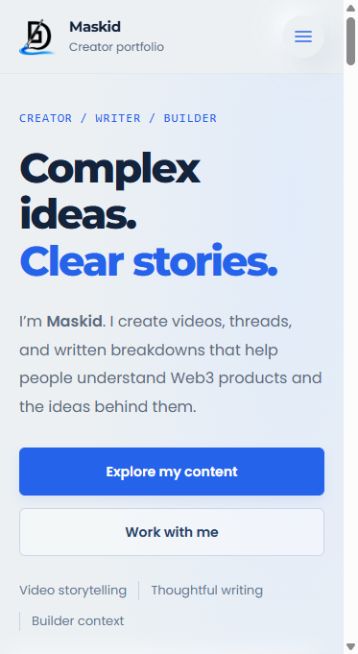 Maskid
Creator portfolio
CREATOR / WRITER / BUILDER
Complex
ideas.
Clear stories.
I’m Maskid. I create videos, threads,
and written breakdowns that help
people understand Web3 products and
the ideas behind them.
Explore my content
Work with me
Video storytelling
Thoughtful writing
Builder context